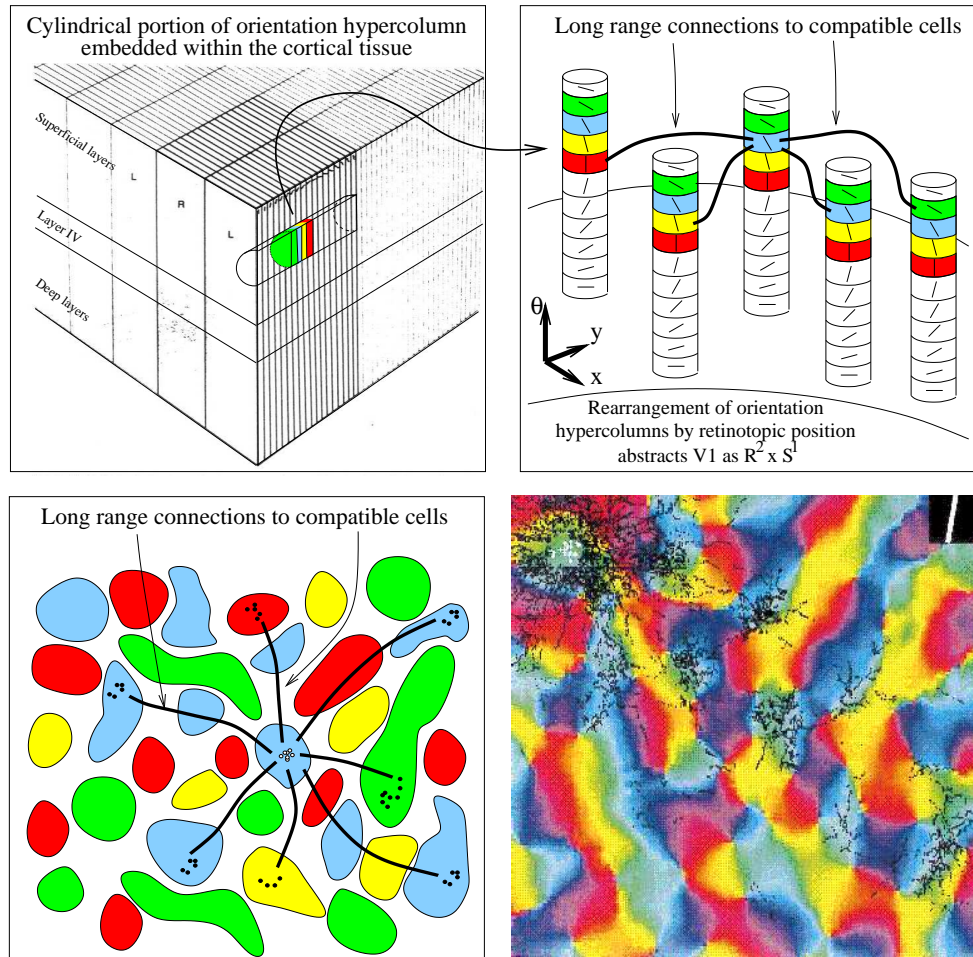 Cylindrical portion of orientation hypercolumn
embedded within the cortical tissue
Superficial layers
L
R
L
Layer IV
Deep layers
Long range connections to compatible cells
θ
y
x
Rearrangement of orientation
hypercolumns by retinotopic position
abstracts V1 as R² x S¹
Long range connections to compatible cells